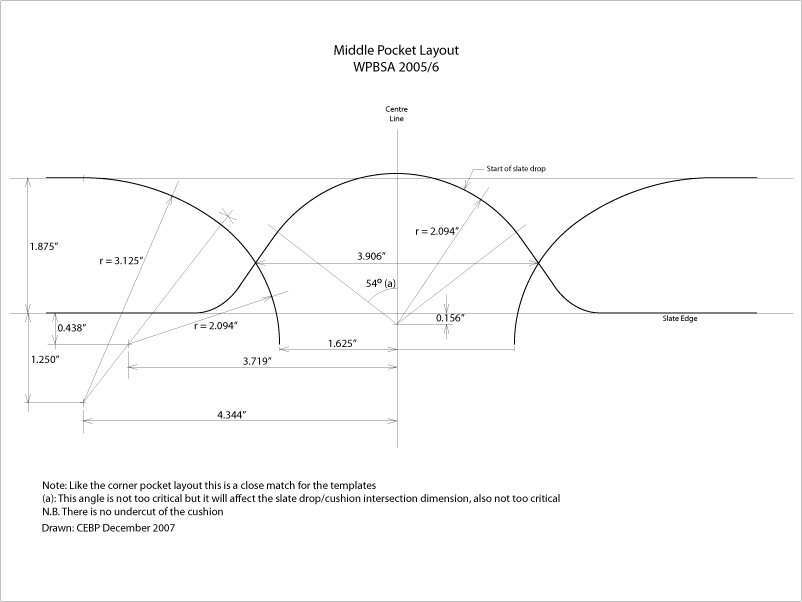 Middle Pocket Layout
WPBSA 2005/6
Centre
Line
Start of slate drop
r = 2.094”
1.875”
r = 3.125”
3.906”
54º (a)
0.156”
Slate Edge
0.438”
r = 2.094”
1.625”
1.250”
3.719”
4.344”
Note: Like the corner pocket layout this is a close match for the templates
(a): This angle is not too critical but it will affect the slate drop/cushion intersection dimension, also not too critical
N.B. There is no undercut of the cushion
Drawn: CEBP December 2007